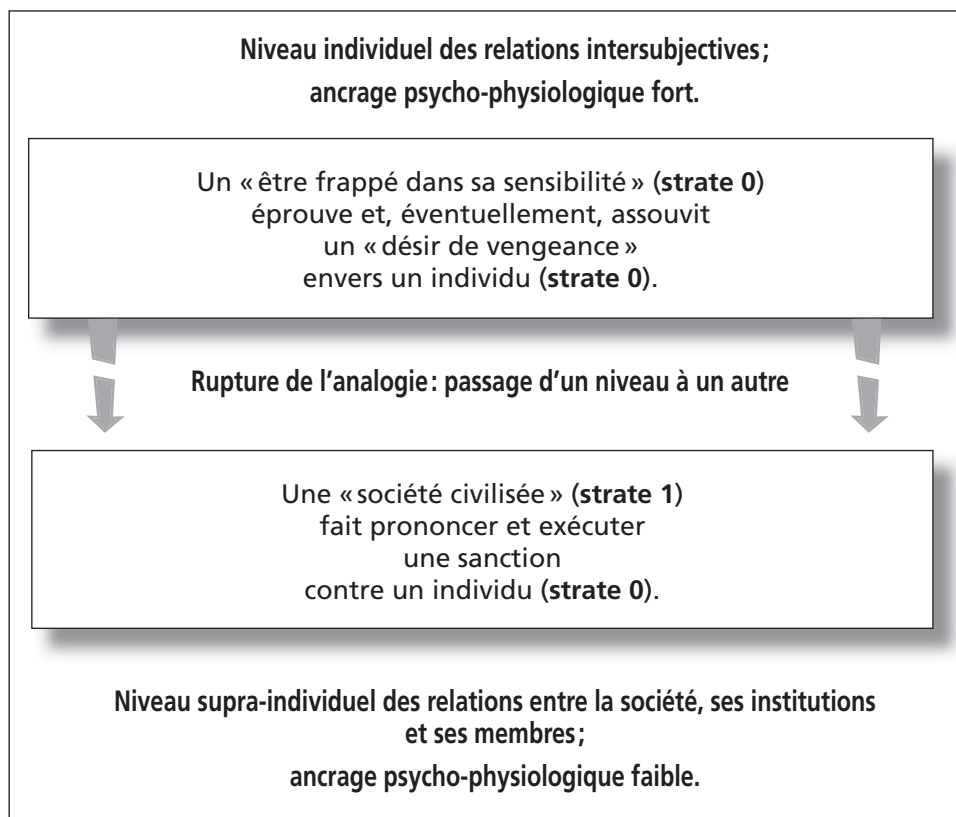 Niveau individuel des relations intersubjectives ;
ancrage psycho-physiologique fort.
Un « être frappé dans sa sensibilité » (strate 0)
éprouve et, éventuellement, assouvit
un « désir de vengeance »
envers un individu (strate 0).
Rupture de l’analogie : passage d’un niveau à un autre
Une « société civilisée » (strate 1)
fait prononcer et exécuter
une sanction
contre un individu (strate 0).
Niveau supra-individuel des relations entre la société, ses institutions
et ses membres ;
ancrage psycho-physiologique faible.